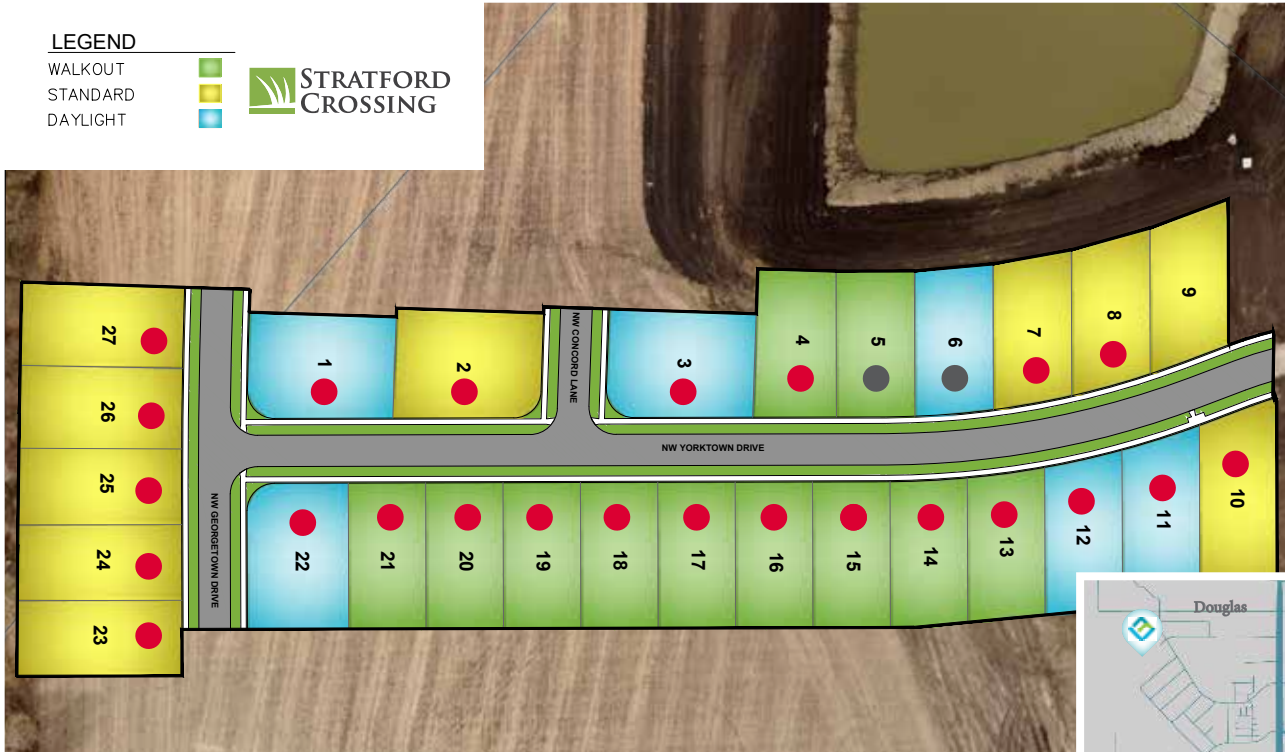 LEGEND
WALKOUT
STANDARD
DAYLIGHT
STRATFORD
CROSSING
27
26
25
24
23
NW GEORGETOWN DRIVE
1
2
NW CONCORD LANE
3
4
5
6
7
8
9
NW YORKTOWN DRIVE
22
21
20
19
18
17
16
15
14
13
12
11
10
Douglas